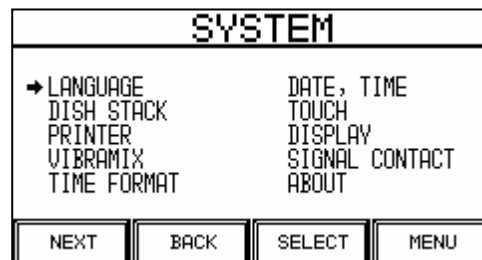 SYSTEM
➔LANGUAGE
DISH STACK
PRINTER
VIBRAMIX
TIME FORMAT
DATE, TIME
TOUCH
DISPLAY
SIGNAL CONTACT
ABOUT
NEXT BACK SELECT MENU